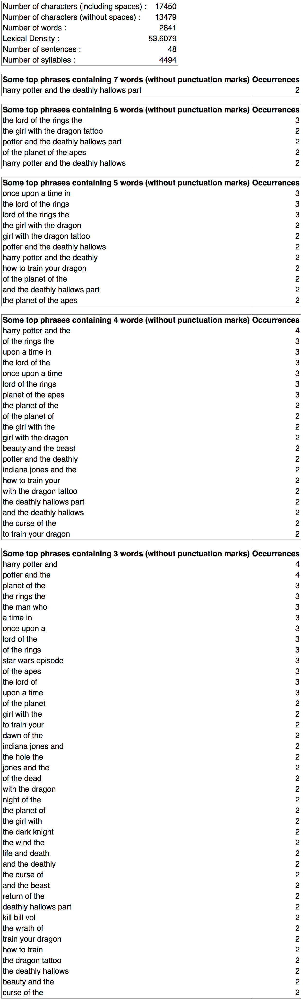 Number of characters (including spaces) : 17450
Number of characters (without spaces) : 13479
Number of words : 2841
Lexical Density : 53.6079
Number of sentences : 48
Number of syllables : 4494
Some top phrases containing 7 words (without punctuation marks) Occurrences
harry potter and the deathly hallows part 2
Some top phrases containing 6 words (without punctuation marks) Occurrences
the lord of the rings the 3
the girl with the dragon tattoo 2
potter and the deathly hallows part 2
of the planet of the apes 2
harry potter and the deathly hallows 2
Some top phrases containing 5 words (without punctuation marks) Occurrences
once upon a time in 3
the lord of the rings 3
lord of the rings the 3
the girl with the dragon 2
girl with the dragon tattoo 2
potter and the deathly hallows 2
harry potter and the deathly 2
how to train your dragon 2
of the planet of the 2
and the deathly hallows part 2
the planet of the apes 2
Some top phrases containing 4 words (without punctuation marks) Occurrences
harry potter and the 4
of the rings the 3
upon a time in 3
the lord of the 3
once upon a time 3
lord of the rings 3
planet of the apes 3
the planet of the 2
of the planet of 2
the girl with the 2
girl with the dragon 2
beauty and the beast 2
potter and the deathly 2
indiana jones and the 2
how to train your 2
with the dragon tattoo 2
the deathly hallows part 2
and the deathly hallows 2
the curse of the 2
to train your dragon 2
Some top phrases containing 3 words (without punctuation marks) Occurrences
harry potter and 4
potter and the 4
planet of the 3
the rings the 3
the man who 3
a time in 3
once upon a 3
lord of the 3
of the rings 3
star wars episode 3
of the apes 3
the lord of 3
upon a time 3
of the planet 2
girl with the 2
to train your 2
dawn of the 2
indiana jones and 2
the hole the 2
jones and the 2
of the dead 2
with the dragon 2
night of the 2
the planet of 2
the girl with 2
the dark knight 2
the wind the 2
life and death 2
and the deathly 2
the curse of 2
and the beast 2
return of the 2
deathly hallows part 2
kill bill vol 2
the wrath of 2
train your dragon 2
how to train 2
the dragon tattoo 2
the deathly hallows 2
beauty and the 2
curse of the 2